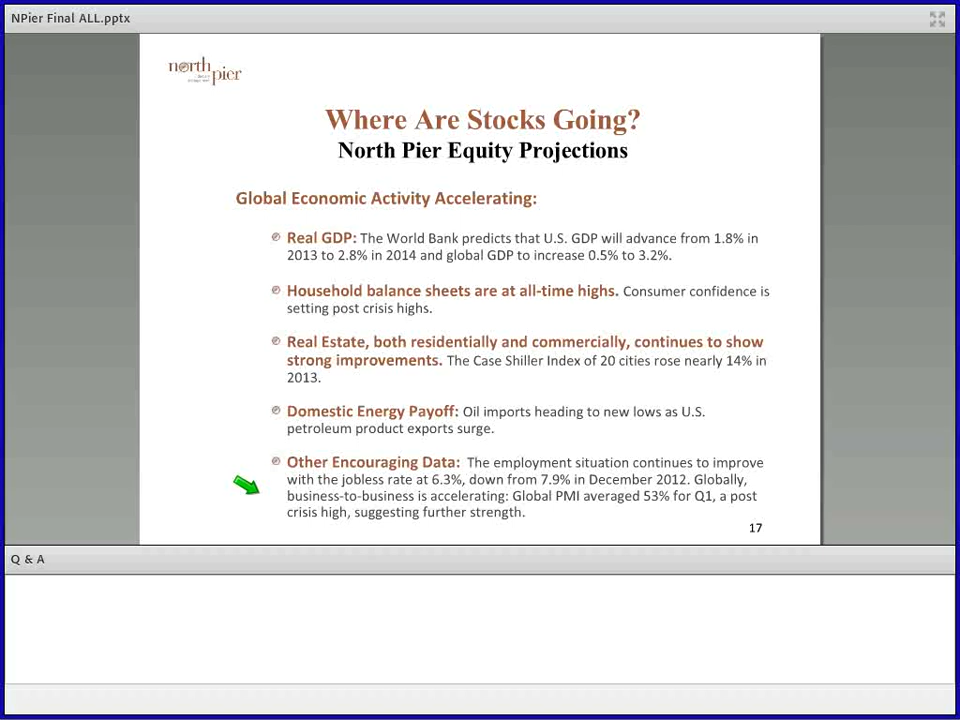 NPier Final ALL.pptx
north
pier
Where Are Stocks Going?
North Pier Equity Projections
Global Economic Activity Accelerating:
Real GDP: The World Bank predicts that U.S. GDP will advance from 1.8% in
2013 to 2.8% in 2014 and global GDP to increase 0.5% to 3.2%.
Household balance sheets are at all-time highs. Consumer confidence is
setting post crisis highs.
Real Estate, both residentially and commercially, continues to show
strong improvements. The Case Shiller Index of 20 cities rose nearly 14% in
2013.
Domestic Energy Payoff: Oil imports heading to new lows as U.S.
petroleum product exports surge.
Other Encouraging Data: The employment situation continues to improve
with the jobless rate at 6.3%, down from 7.9% in December 2012. Globally,
business-to-business is accelerating: Global PMI averaged 53% for Q1, a post
crisis high, suggesting further strength.
17
Q & A